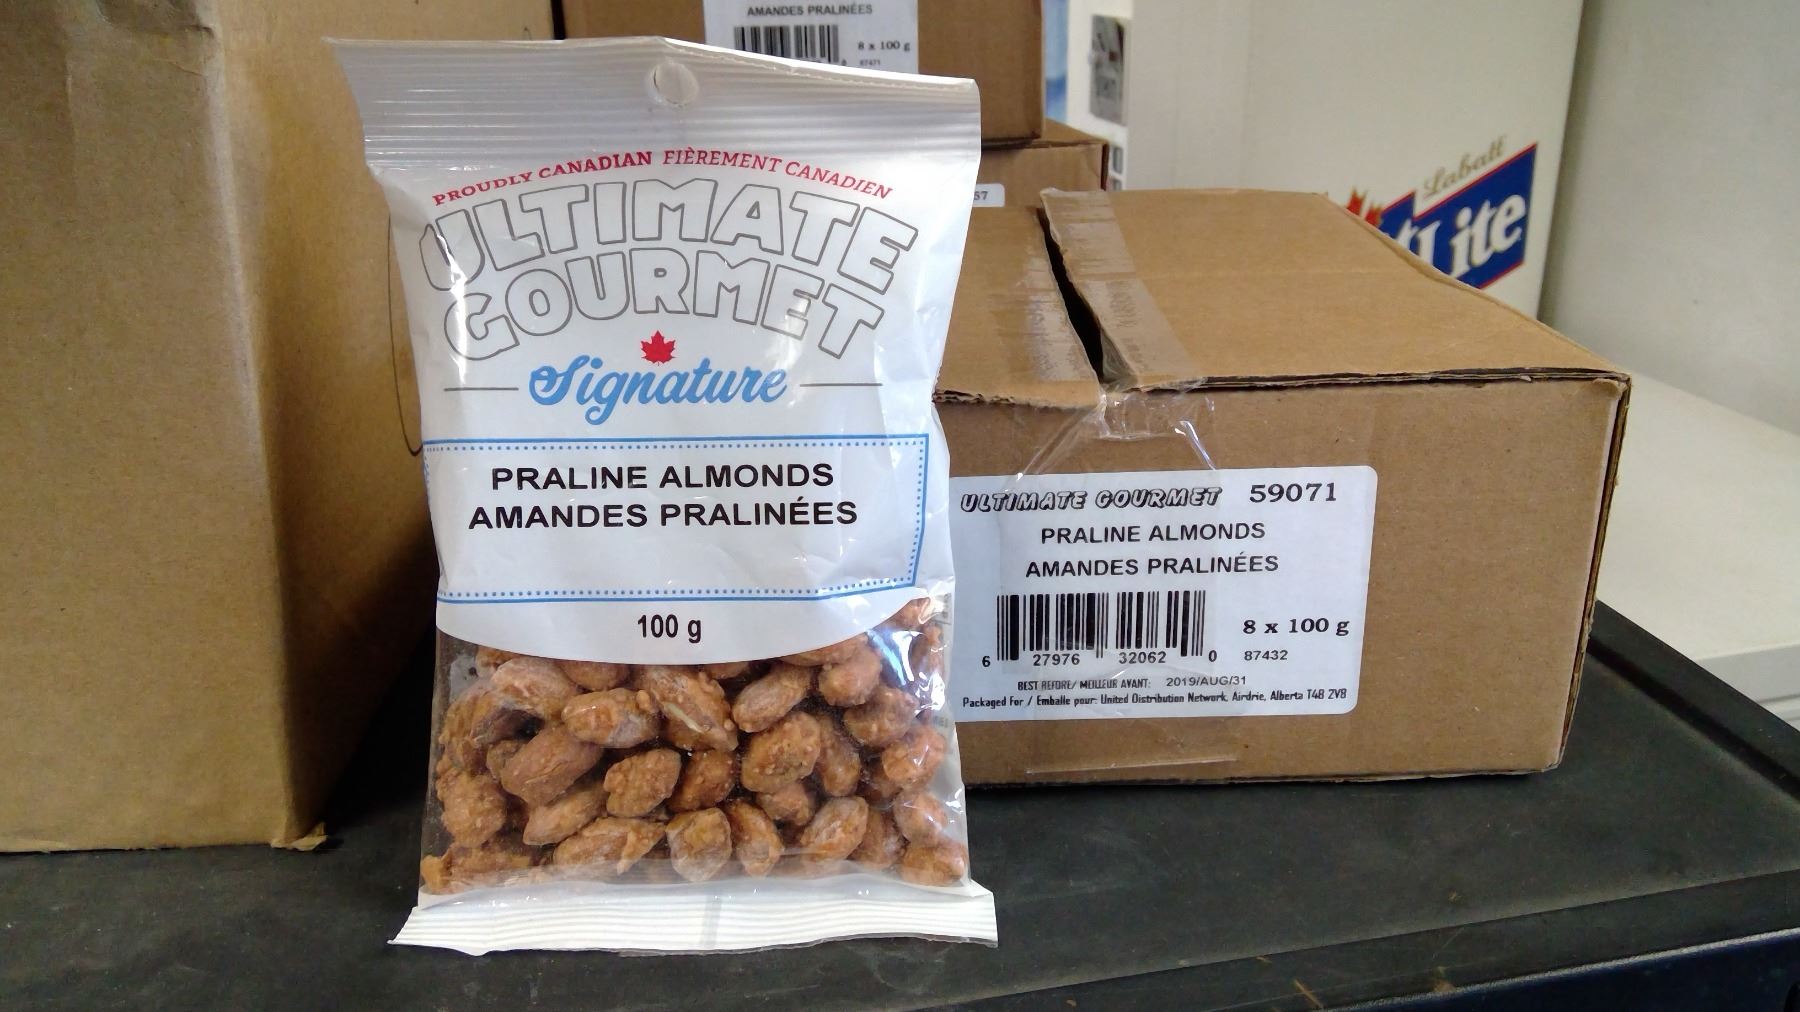 AMANDES PRALINÉES
8 x 100 g
87471
PROUDLY CANADIAN FIÈREMENT CANADIEN
ULTIMATE
GOURMET
Signature
PRALINE ALMONDS
AMANDES PRALINÉES
100 g
57
Labatt
Lite
ULTIMATE GOURMET 59071
PRALINE ALMONDS
AMANDES PRALINÉES
8 x 100 g
6 27976 32062 0 87432
BEST BEFORE/ MEILLEUR AVANT: 2019/AUG/31
Packaged For / Emballe pour: United Distribution Network, Airdrie, Alberta T4B 2V8